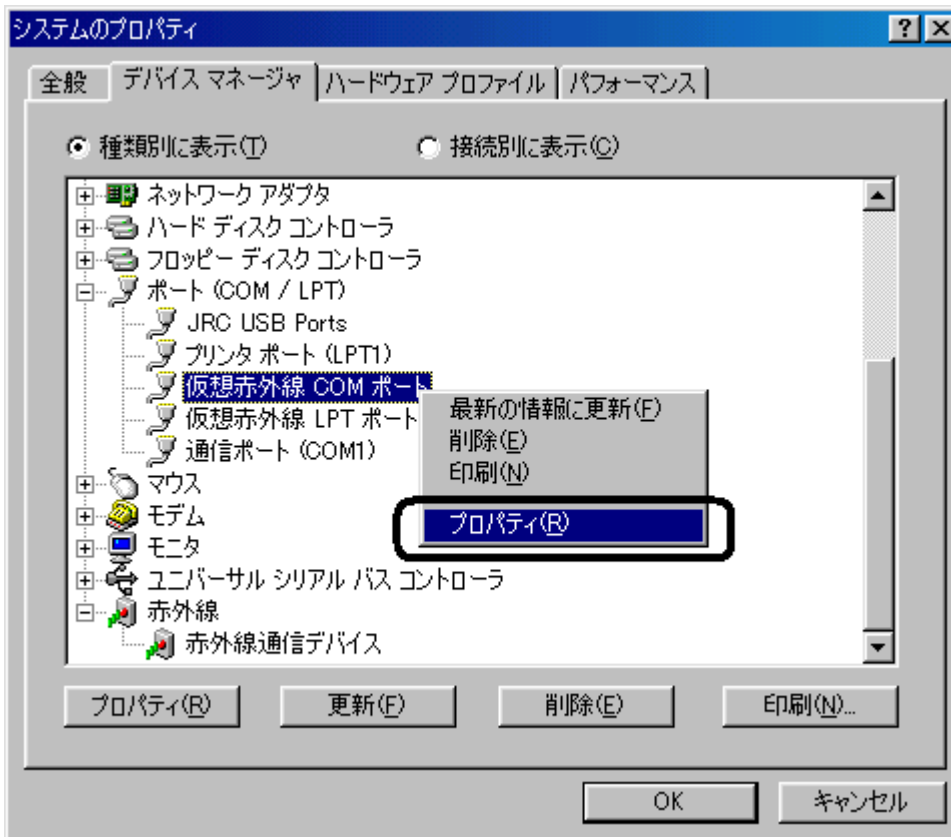 システムのプロパティ
全般 デバイス マネージャ ハードウェア プロファイル パフォーマンス
種類別に表示(T) 接続別に表示(C)
ネットワーク アダプタ
ハード ディスク コントローラ
フロッピー ディスク コントローラ
ポート (COM / LPT)
JRC USB Ports
プリンタ ポート (LPT1)
仮想赤外線 COM ポート
仮想赤外線 LPT ポート
通信ポート (COM1)
マウス
モデム
モニタ
ユニバーサル シリアル バス コントローラ
赤外線
赤外線通信デバイス
最新の情報に更新(F)
削除(E)
印刷(N)
プロパティ(R)
プロパティ(R) 更新(F) 削除(E) 印刷(N)...
OK キャンセル